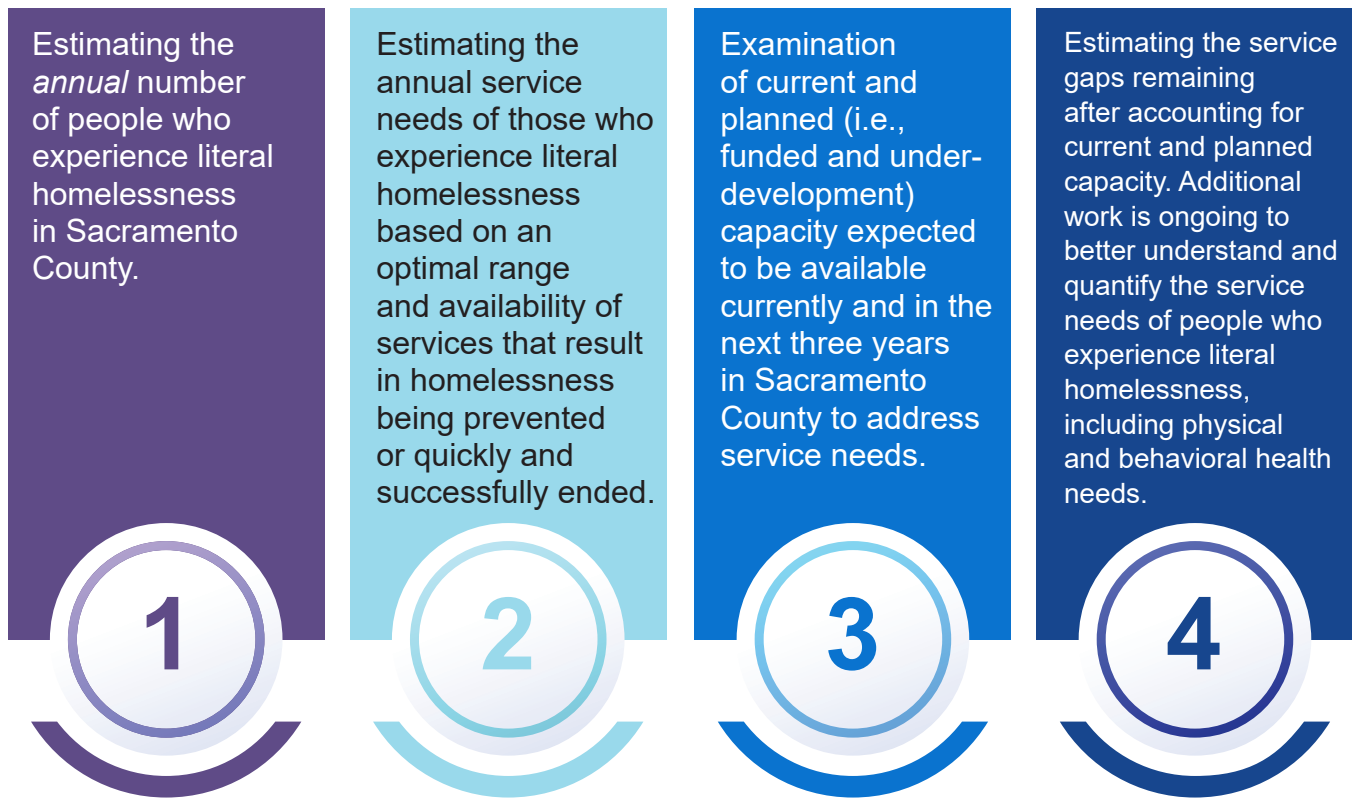 Estimating the
annual number
of people who
experience literal
homelessness
in Sacramento
County.
1
Estimating the
annual service
needs of those who
experience literal
homelessness
based on an
optimal range
and availability of
services that result
in homelessness
being prevented
or quickly and
successfully ended.
2
Examination
of current and
planned (i.e.,
funded and under-
development)
capacity expected
to be available
currently and in the
next three years
in Sacramento
County to address
service needs.
3
Estimating the service
gaps remaining
after accounting for
current and planned
capacity. Additional
work is ongoing to
better understand and
quantify the service
needs of people who
experience literal
homelessness,
including physical
and behavioral health
needs.
4